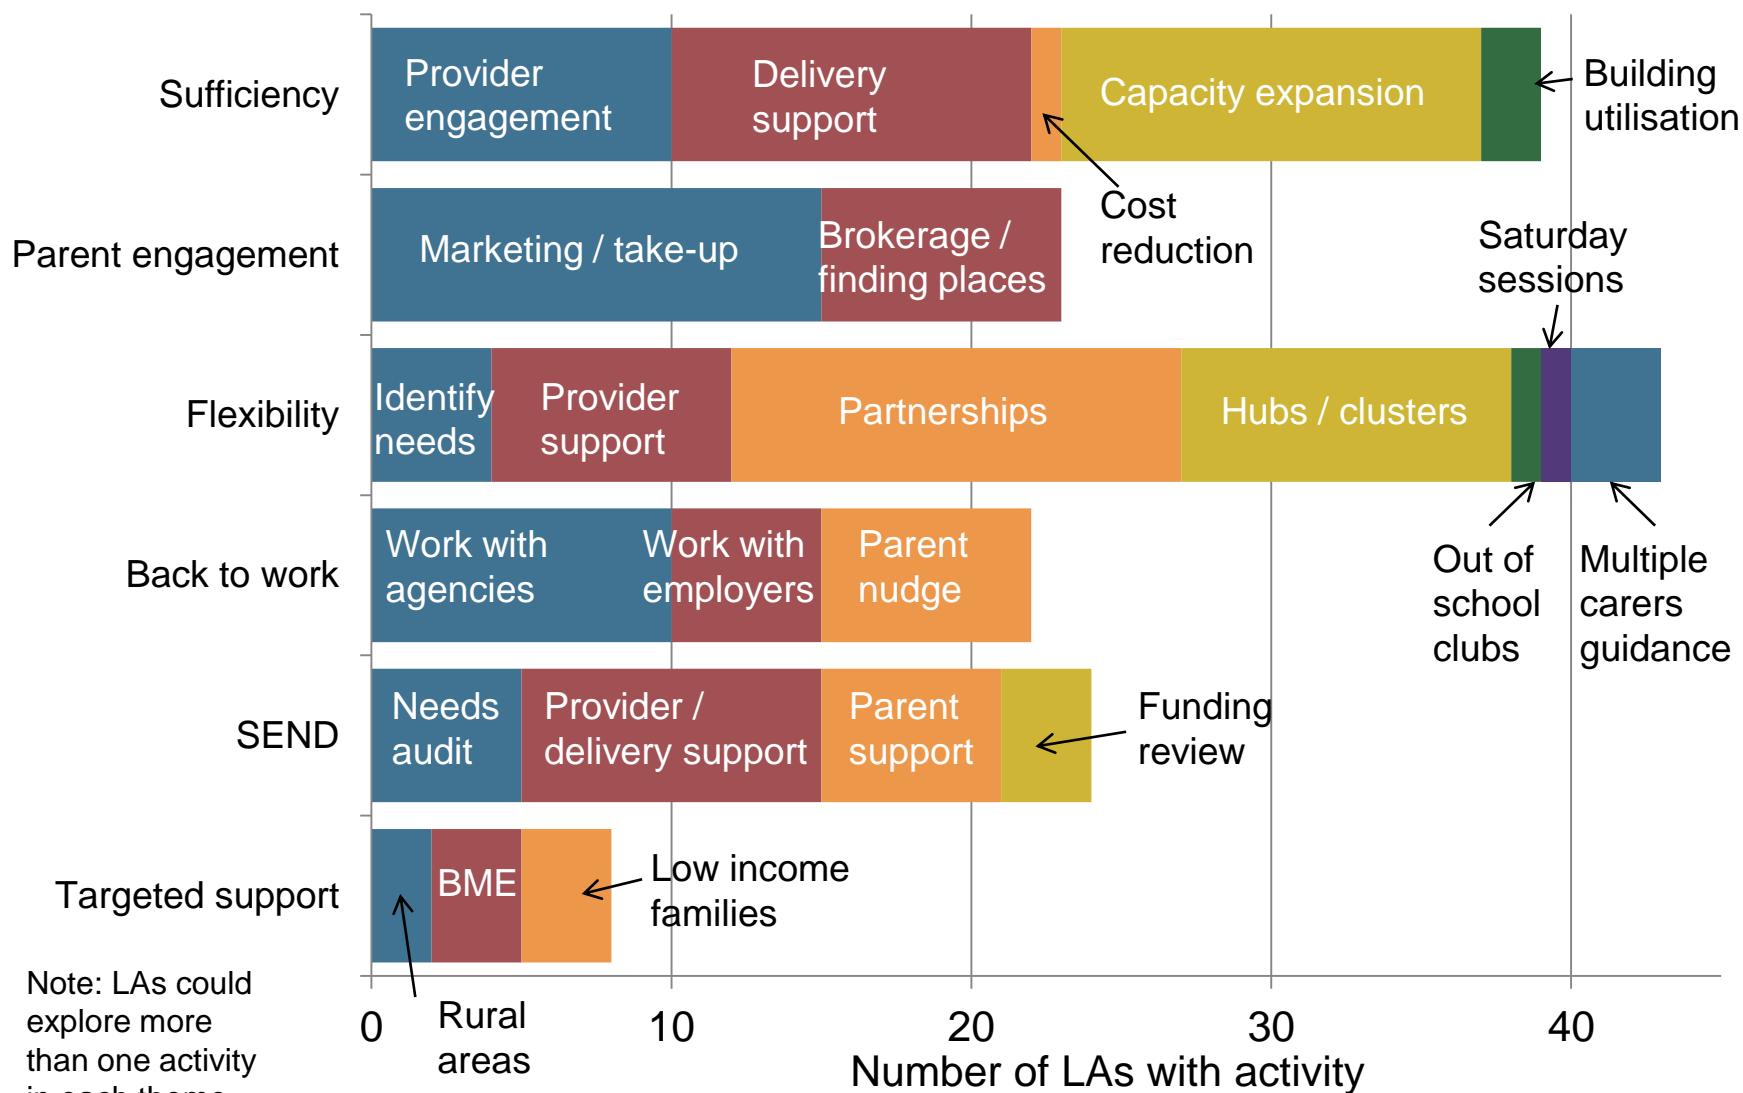 Sufficiency
Provider
engagement
Delivery
support
Capacity expansion
Building
utilisation
Cost
reduction
Parent engagement
Marketing / take-up
Brokerage /
finding places
Saturday
sessions
Flexibility
Identify
needs
Provider
support
Partnerships
Hubs / clusters
Out of
school
clubs
Multiple
carers
guidance
Back to work
Work with
agencies
Work with
employers
Parent
nudge
SEND
Needs
audit
Provider /
delivery support
Parent
support
Funding
review
Targeted support
BME
Low income
families
Rural
areas
Note: LAs could
explore more
than one activity
in each theme
0
10
20
30
40
Number of LAs with activity